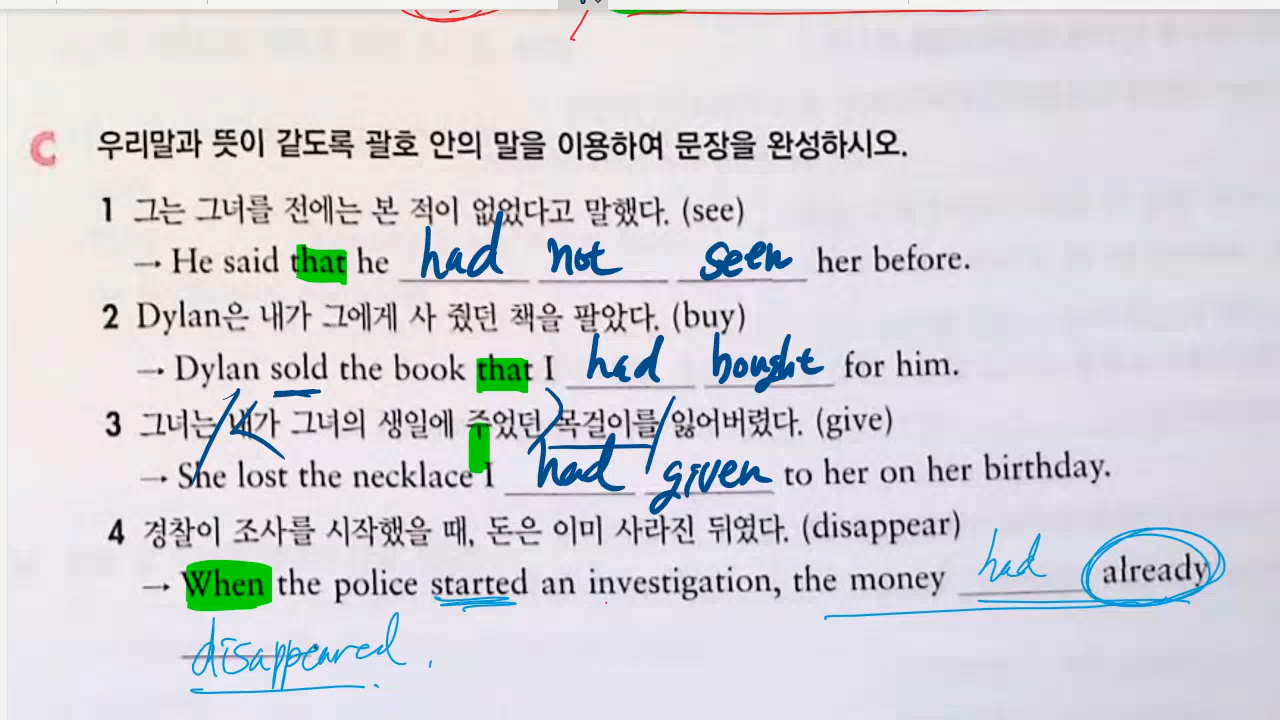 C 우리말과 뜻이 같도록 괄호 안의 말을 이용하여 문장을 완성하시오.
1 그는 그녀를 전에는 본 적이 없었다고 말했다. (see)
→ He said that he had not seen her before.
2 Dylan은 내가 그에게 사 줬던 책을 팔았다. (buy)
→ Dylan sold the book that I had bought for him.
3 그녀는 내가 그녀의 생일에 주었던 목걸이를 잃어버렸다. (give)
→ She lost the necklace I had given to her on her birthday.
4 경찰이 조사를 시작했을 때, 돈은 이미 사라진 뒤였다. (disappear)
→ When the police started an investigation, the money had already
disappeared.